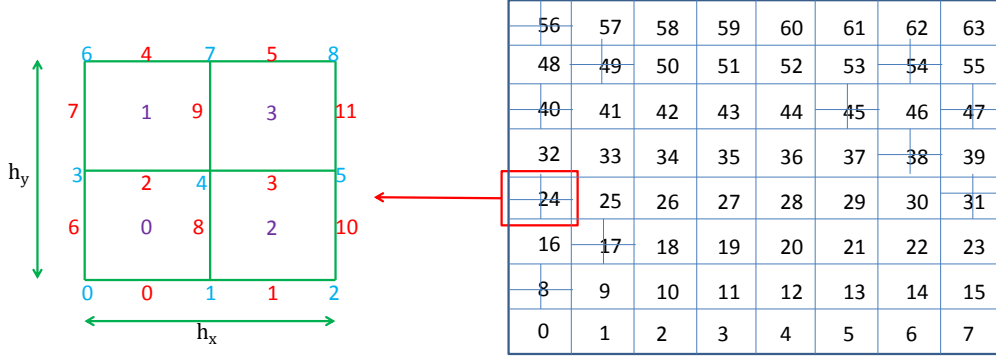 6 4 7 5 8
7 1 9 3 11
3 2 4 3 5
6 0 8 2 10
0 0 1 1 2
h_y
h_x
56 57 58 59 60 61 62 63
48 49 50 51 52 53 54 55
40 41 42 43 44 45 46 47
32 33 34 35 36 37 38 39
24 25 26 27 28 29 30 31
16 17 18 19 20 21 22 23
8 9 10 11 12 13 14 15
0 1 2 3 4 5 6 7